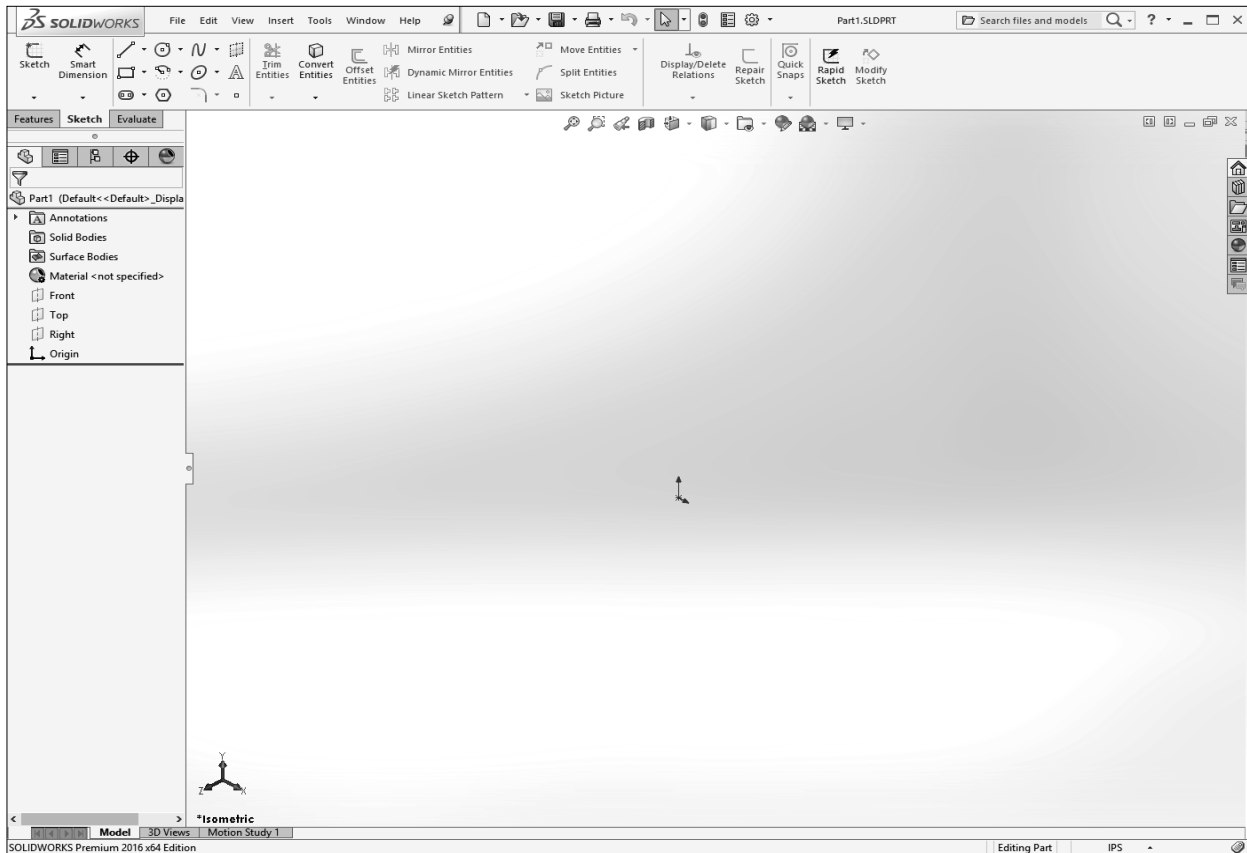 SOLIDWORKS File Edit View Insert Tools Window Help Part1.SLDPRT Search files and models ?
Sketch
Smart Dimension
Trim Entities
Convert Entities
Offset Entities
Mirror Entities
Dynamic Mirror Entities
Linear Sketch Pattern
Move Entities
Split Entities
Sketch Picture
Display/Delete Relations
Repair Sketch
Quick Snaps
Rapid Sketch
Modify Sketch
Features Sketch Evaluate
Part1 (Default<<Default>_Displa
Annotations
Solid Bodies
Surface Bodies
Material <not specified>
Front
Top
Right
Origin
Y
Z X
*Isometric
Model 3D Views Motion Study 1
SOLIDWORKS Premium 2016 x64 Edition Editing Part IPS